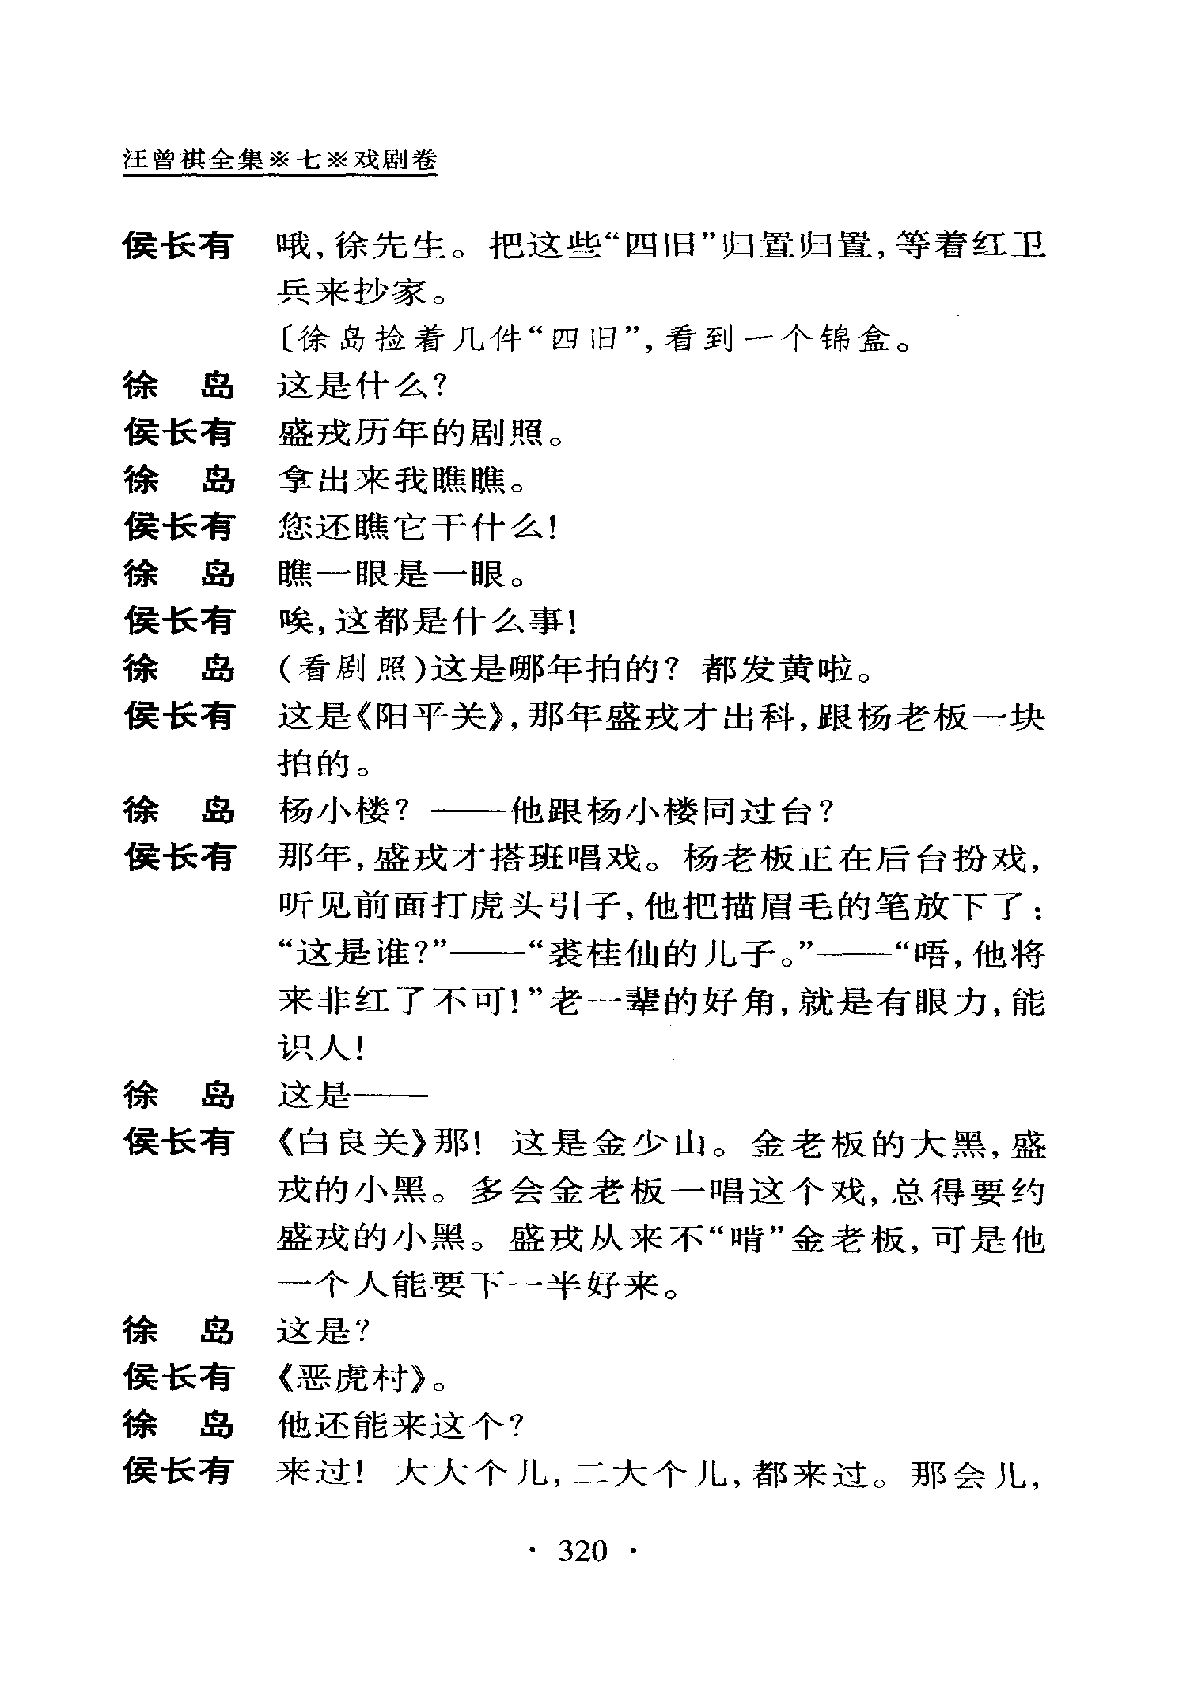 汪曾祺全集※七※戏剧卷
侯长有 哦,徐先生。把这些“四旧”归置归置,等着红卫
兵来抄家。
〔徐岛捡着几件“四旧”,看到一个锦盒。
徐 岛 这是什么?
侯长有 盛戎历年的剧照。
徐 岛 拿出来我瞧瞧。
侯长有 您还瞧它干什么!
徐 岛 瞧一眼是一眼。
侯长有 唉,这都是什么事!
徐 岛 (看剧照)这是哪年拍的? 都发黄啦。
侯长有 这是《阳平关》,那年盛戎才出科,跟杨老板一块
拍的。
徐 岛 杨小楼? ——他跟杨小楼同过台?
侯长有 那年,盛戎才搭班唱戏。杨老板正在后台扮戏,
听见前面打虎头引子,他把描眉毛的笔放下了:
“这是谁?”——“裘桂仙的儿子。”——“唔,他将
来非红了不可!”老一辈的好角,就是有眼力,能
识人!
徐 岛 这是——
侯长有 《白良关》那! 这是金少山。金老板的大黑,盛
戎的小黑。多会金老板一唱这个戏,总得要约
盛戎的小黑。盛戎从来不“啃”金老板,可是他
一个人能要下一半好来。
徐 岛 这是?
侯长有 《恶虎村》。
徐 岛 他还能来这个?
侯长有 来过! 大大个儿,二大个儿,都来过。那会儿,
· 320 ·